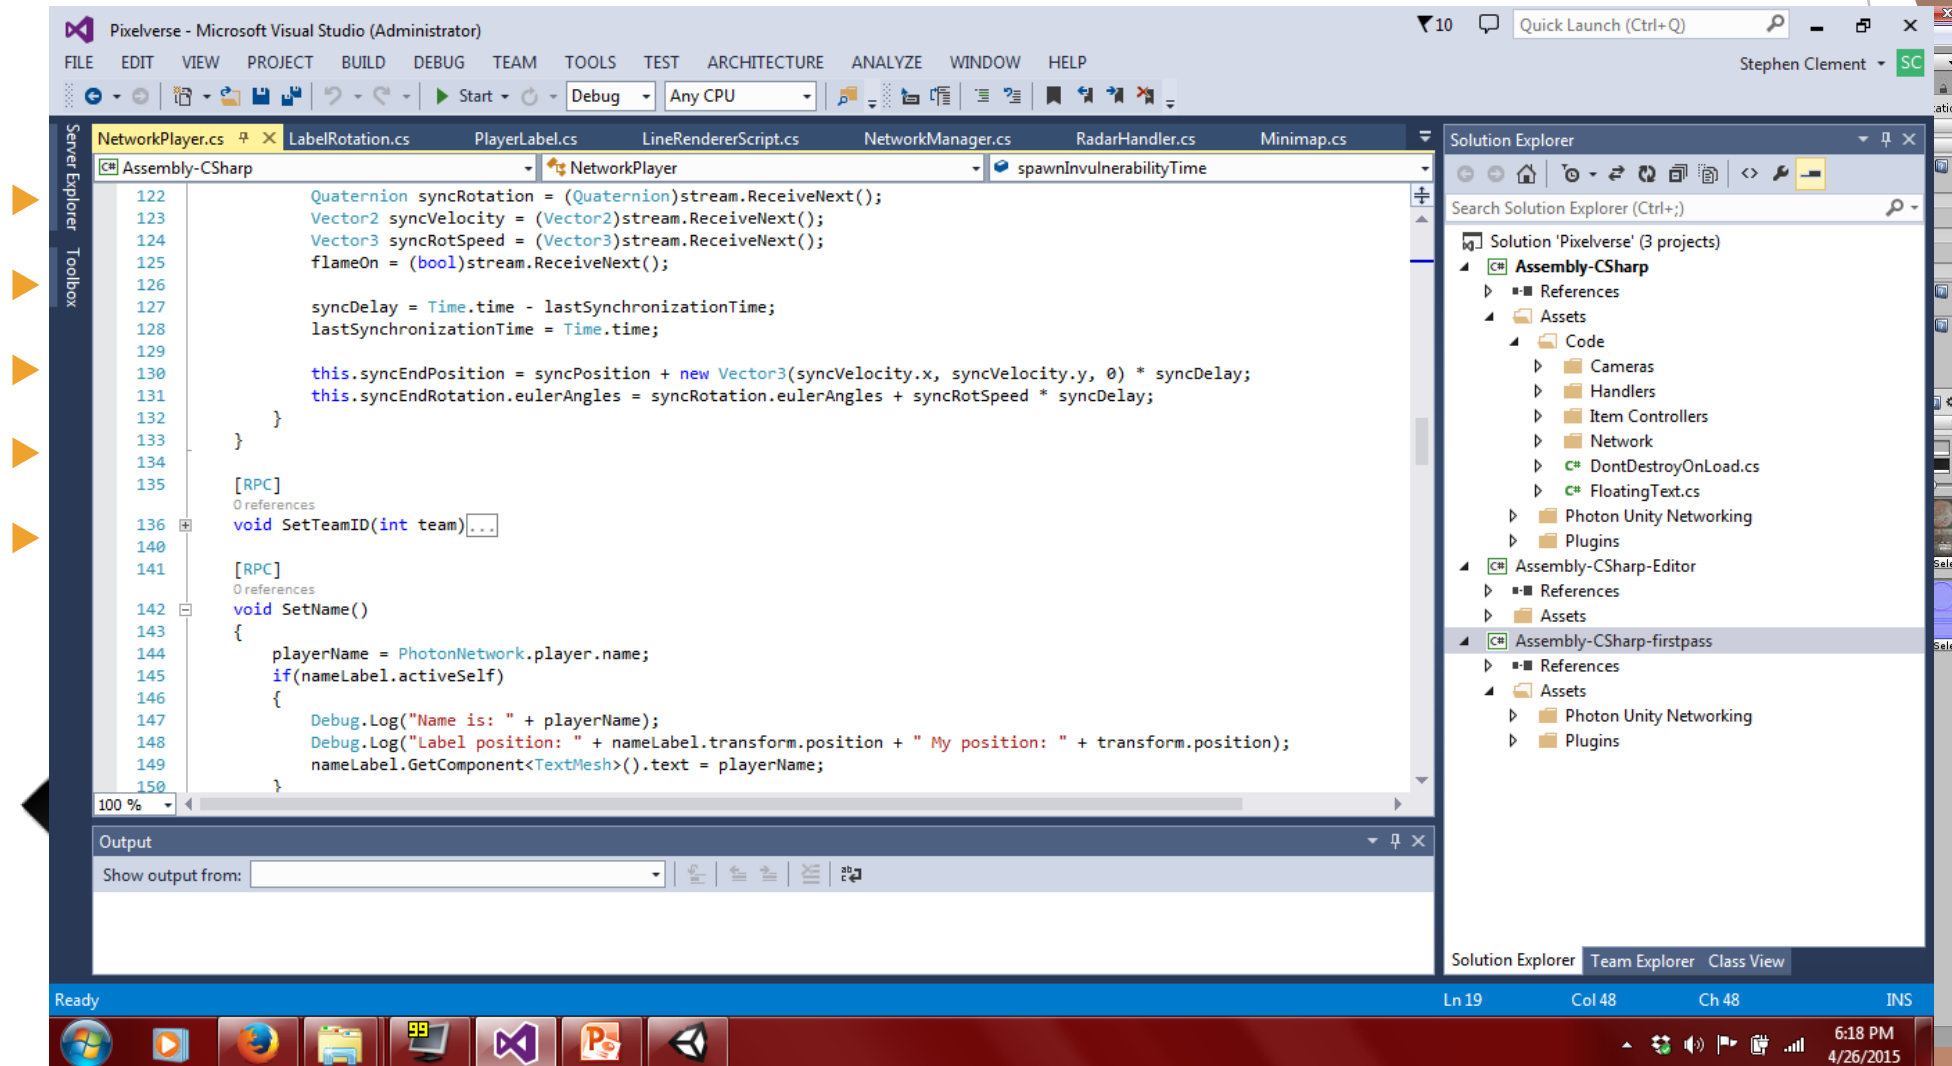 Pixelverse - Microsoft Visual Studio (Administrator)
10
Quick Launch (Ctrl+Q)
FILE EDIT VIEW PROJECT BUILD DEBUG TEAM TOOLS TEST ARCHITECTURE ANALYZE WINDOW HELP
Stephen Clement SC
Start Debug Any CPU
Server Explorer
Toolbox
NetworkPlayer.cs LabelRotation.cs PlayerLabel.cs LineRendererScript.cs NetworkManager.cs RadarHandler.cs Minimap.cs
Assembly-CSharp NetworkPlayer spawnInvulnerabilityTime
122 Quaternion syncRotation = (Quaternion)stream.ReceiveNext();
123 Vector2 syncVelocity = (Vector2)stream.ReceiveNext();
124 Vector3 syncRotSpeed = (Vector3)stream.ReceiveNext();
125 flameOn = (bool)stream.ReceiveNext();
126
127 syncDelay = Time.time - lastSynchronizationTime;
128 lastSynchronizationTime = Time.time;
129
130 this.syncEndPosition = syncPosition + new Vector3(syncVelocity.x, syncVelocity.y, 0) * syncDelay;
131 this.syncEndRotation.eulerAngles = syncRotation.eulerAngles + syncRotSpeed * syncDelay;
132 }
133 }
134
135 [RPC]
0 references
136 void SetTeamID(int team)...
140
141 [RPC]
0 references
142 void SetName()
143 {
144 playerName = PhotonNetwork.player.name;
145 if(nameLabel.activeSelf)
146 {
147 Debug.Log("Name is: " + playerName);
148 Debug.Log("Label position: " + nameLabel.transform.position + " My position: " + transform.position);
149 nameLabel.GetComponent<TextMesh>().text = playerName;
150 }
100 %
Output
Show output from:
Solution Explorer
Search Solution Explorer (Ctrl+;)
Solution 'Pixelverse' (3 projects)
C# Assembly-CSharp
References
Assets
Code
Cameras
Handlers
Item Controllers
Network
C# DontDestroyOnLoad.cs
C# FloatingText.cs
Photon Unity Networking
Plugins
C# Assembly-CSharp-Editor
References
Assets
C# Assembly-CSharp-firstpass
References
Assets
Photon Unity Networking
Plugins
Solution Explorer Team Explorer Class View
Ready Ln 19 Col 48 Ch 48 INS
99
6:18 PM
4/26/2015